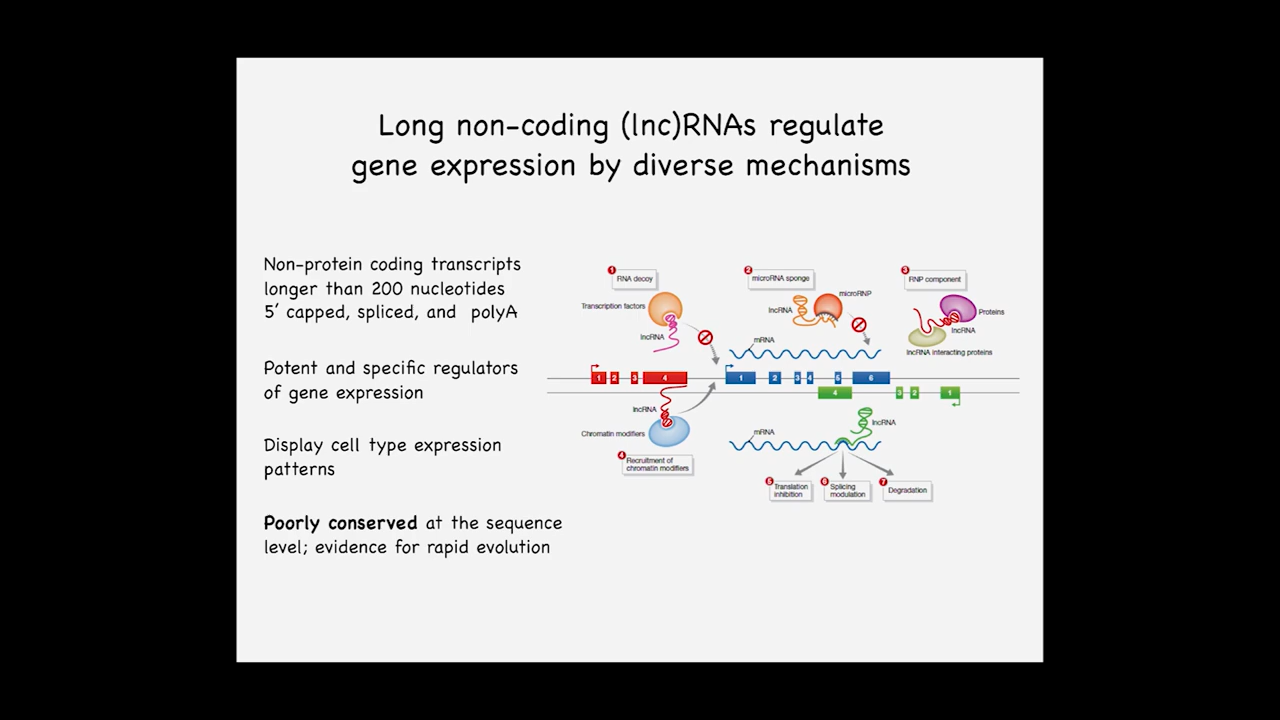 Long non-coding (lnc)RNAs regulate
gene expression by diverse mechanisms
Non-protein coding transcripts
longer than 200 nucleotides
5′ capped, spliced, and polyA
Potent and specific regulators
of gene expression
Display cell type expression
patterns
Poorly conserved at the sequence
level; evidence for rapid evolution
1 RNA decoy
Transcription factors
lncRNA
2 microRNA sponge
microRNP
lncRNA
mRNA
3 RNP component
Proteins
lncRNA
lncRNA interacting proteins
1 2 3 4
1 2 3 4 5 6
4 3 2 1
lncRNA
Chromatin modifiers
4 Recruitment of
chromatin modifiers
mRNA
lncRNA
5 Translation
inhibition
6 Splicing
modulation
7 Degradation